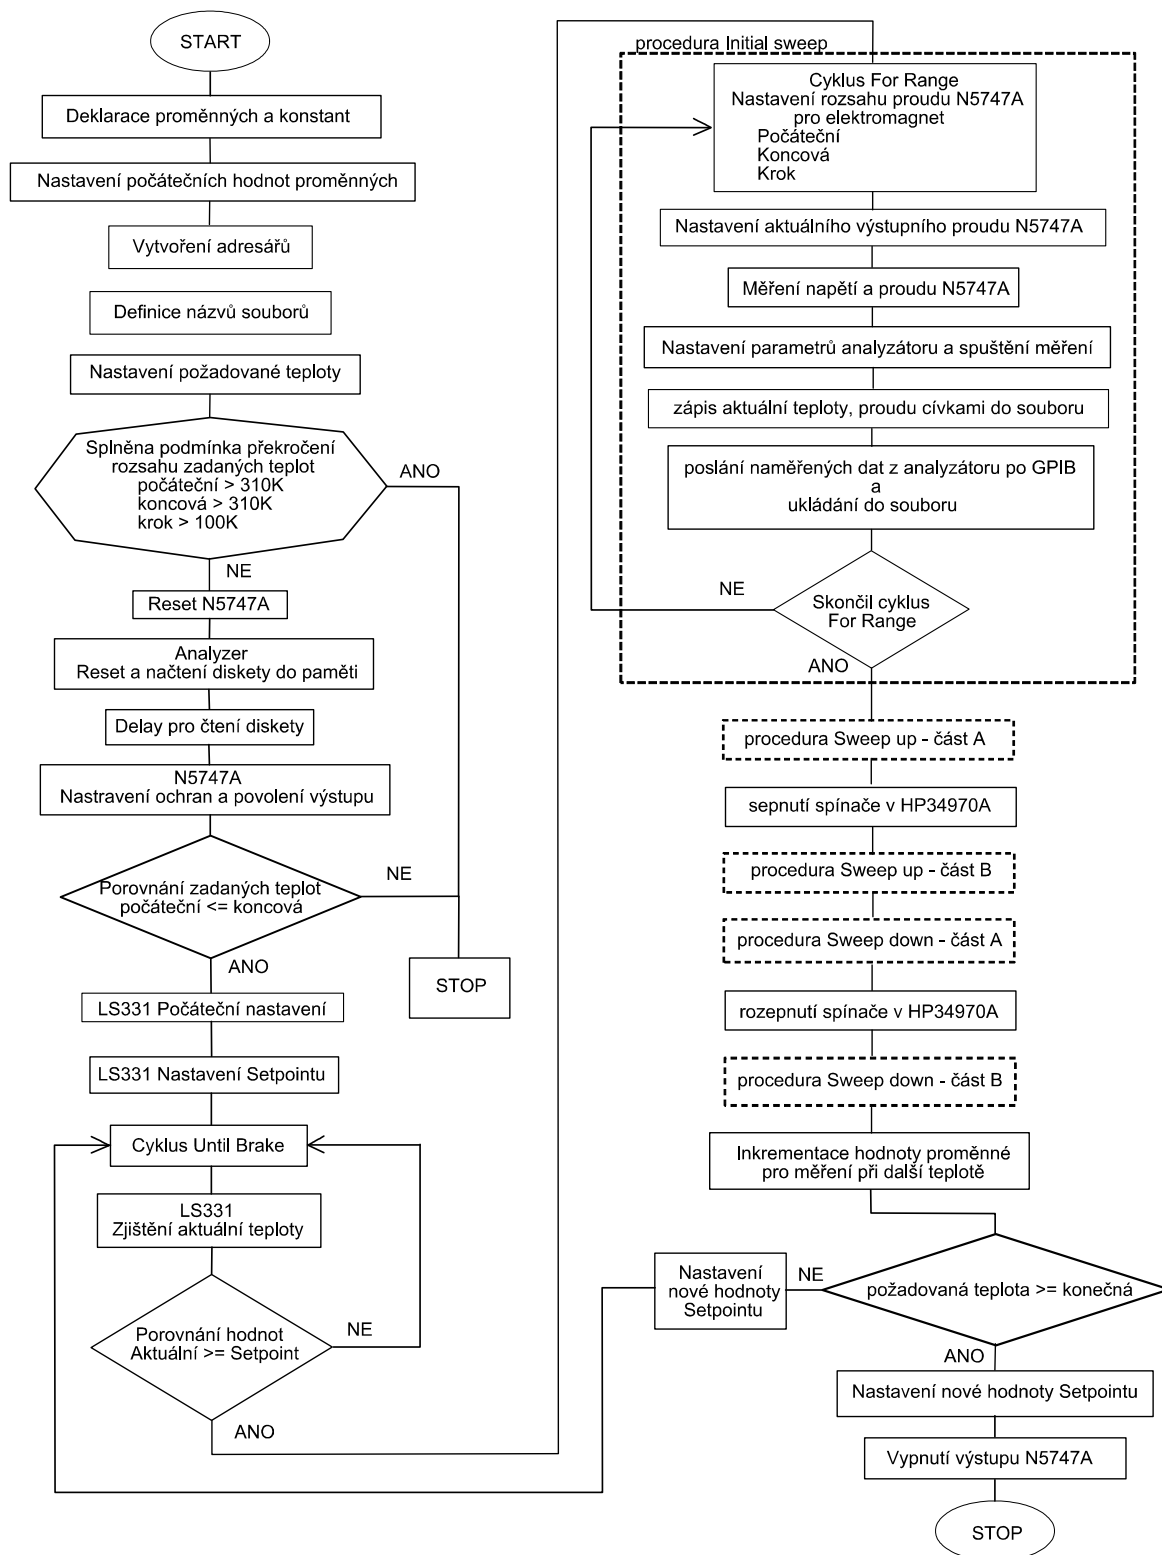 START
Deklarace proměnných a konstant
Nastavení počátečních hodnot proměnných
Vytvoření adresářů
Definice názvů souborů
Nastavení požadované teploty
Splněna podmínka překročení
rozsahu zadaných teplot
počáteční > 310K
koncová > 310K
krok > 100K
ANO
NE
Reset N5747A
Analyzer
Reset a načtení diskety do paměti
Delay pro čtení diskety
N5747A
Nastravení ochran a povolení výstupu
Porovnání zadaných teplot
počáteční <= koncová
NE
ANO
STOP
LS331 Počáteční nastavení
LS331 Nastavení Setpointu
Cyklus Until Brake
LS331
Zjištění aktuální teploty
Porovnání hodnot
Aktuální >= Setpoint
NE
ANO
procedura Initial sweep
Cyklus For Range
Nastavení rozsahu proudu N5747A
pro elektromagnet
Počáteční
Koncová
Krok
Nastavení aktuálního výstupního proudu N5747A
Měření napětí a proudu N5747A
Nastavení parametrů analyzátoru a spuštění měření
zápis aktuální teploty, proudu cívkami do souboru
poslání naměřených dat z analyzátoru po GPIB
a
ukládání do souboru
NE
Skončil cyklus
For Range
ANO
procedura Sweep up - část A
sepnutí spínače v HP34970A
procedura Sweep up - část B
procedura Sweep down - část A
rozepnutí spínače v HP34970A
procedura Sweep down - část B
Inkrementace hodnoty proměnné
pro měření při další teplotě
Nastavení
nové hodnoty
Setpointu
NE
požadovaná teplota >= konečná
ANO
Nastavení nové hodnoty Setpointu
Vypnutí výstupu N5747A
STOP